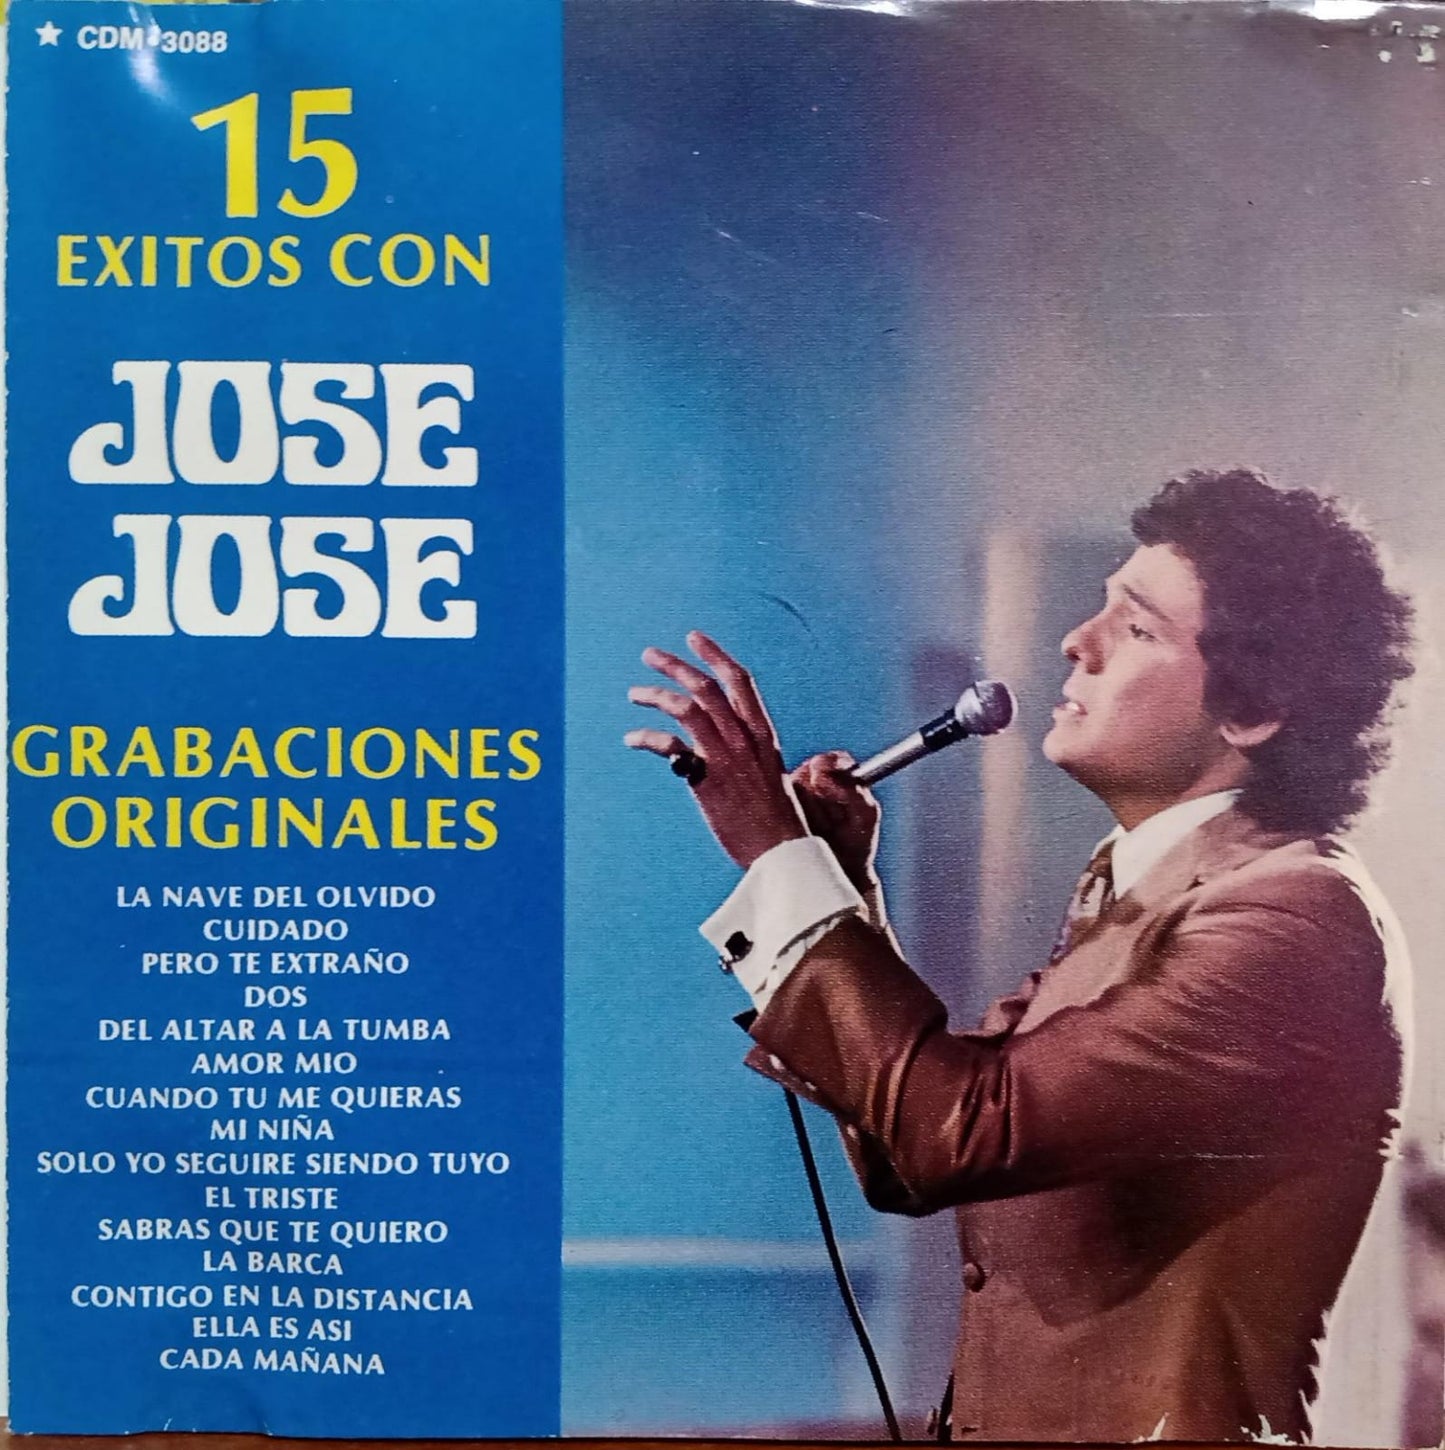 ★ CDM-3088
15
EXITOS CON
JOSE
JOSE
GRABACIONES
ORIGINALES
LA NAVE DEL OLVIDO
CUIDADO
PERO TE EXTRAÑO
DOS
DEL ALTAR A LA TUMBA
AMOR MIO
CUANDO TU ME QUIERAS
MI NIÑA
SOLO YO SEGUIRE SIENDO TUYO
EL TRISTE
SABRAS QUE TE QUIERO
LA BARCA
CONTIGO EN LA DISTANCIA
ELLA ES ASI
CADA MAÑANA